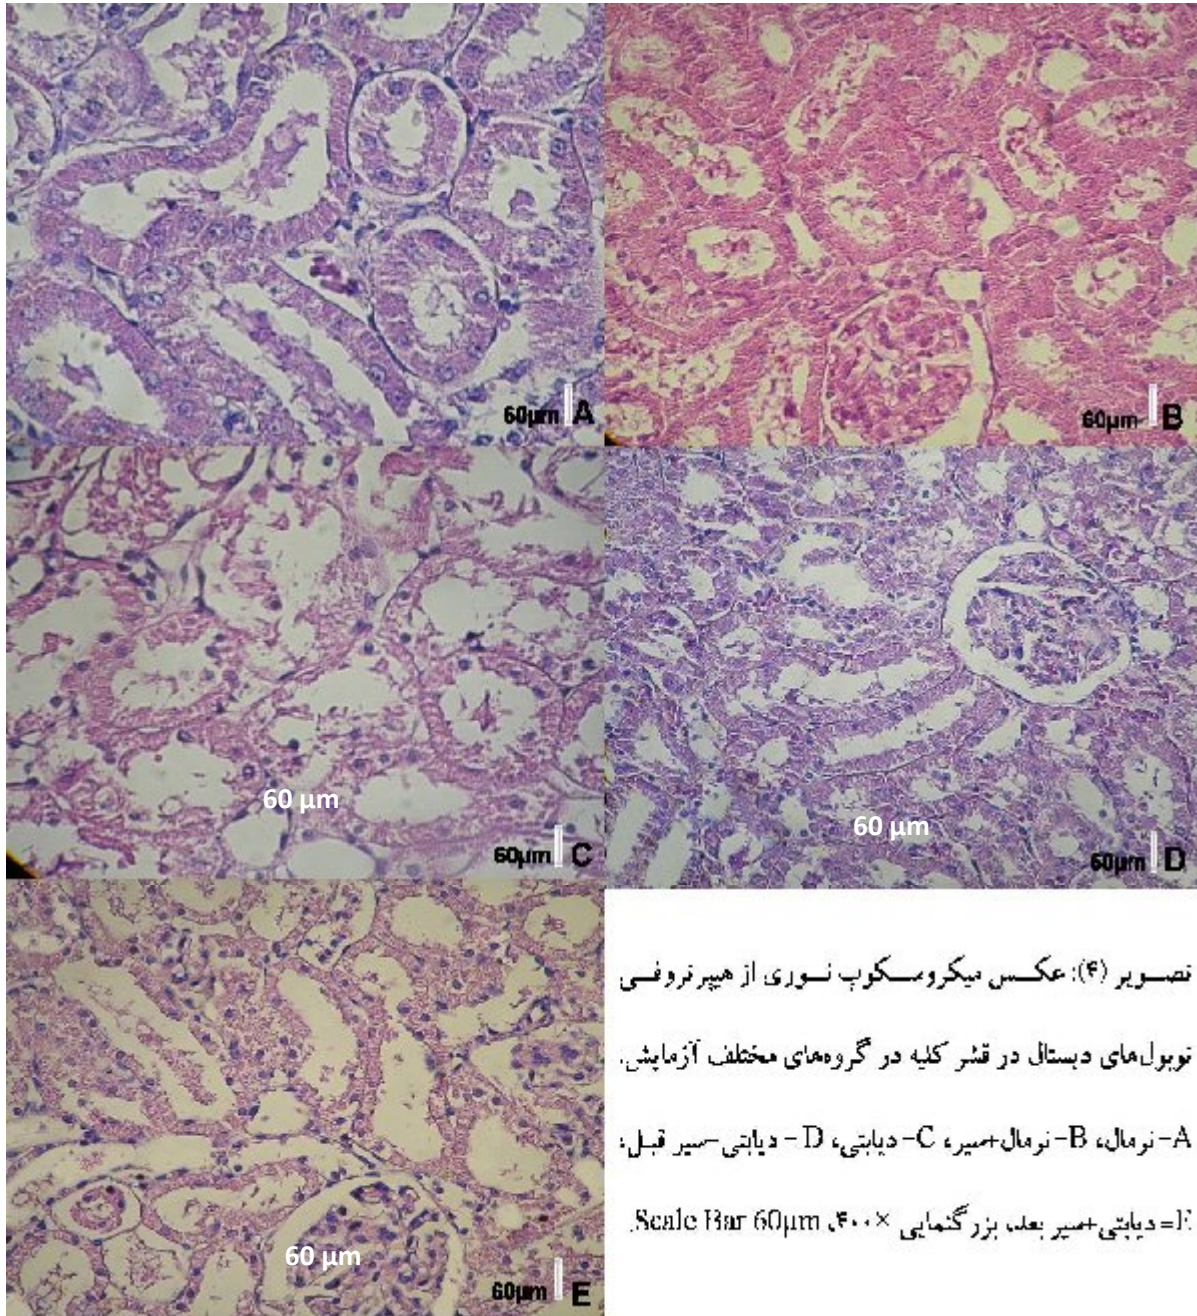 60µm A
60µm B
60 µm
60µm C
60 µm
60µm D
60 µm
60µm E
تصویر (۴): عکس میکروسکوپ نوری از هیپرتروفی
توبول‌های دیستال در قشر کلیه در گروه‌های مختلف آزمایش.
A- نرمال، B- نرمال+سیر، C- دیابتی، D- دیابتی-سیر قبل،
E= دیابتی+سیر بعد، بزرگنمایی ×۴۰۰، Scale Bar 60µm.